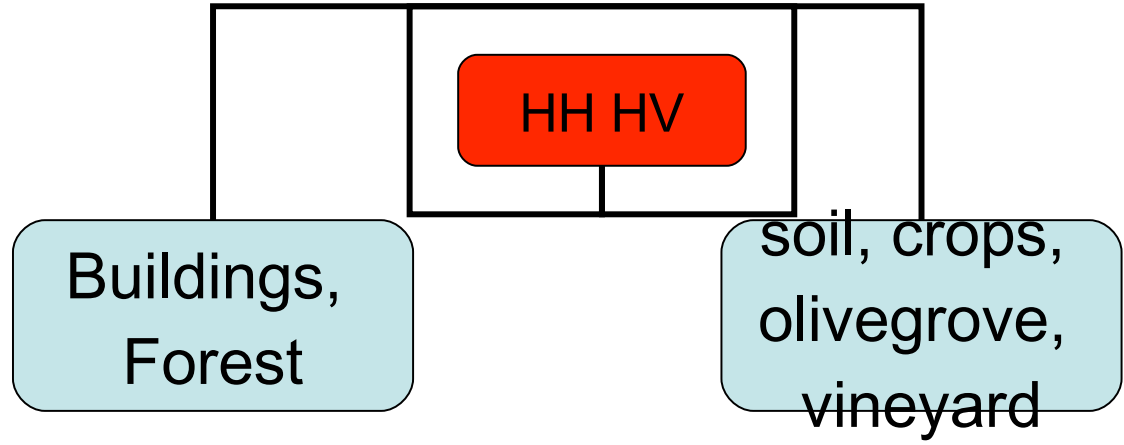 HH HV
Buildings,
Forest
soil, crops,
olivegrove,
vineyard